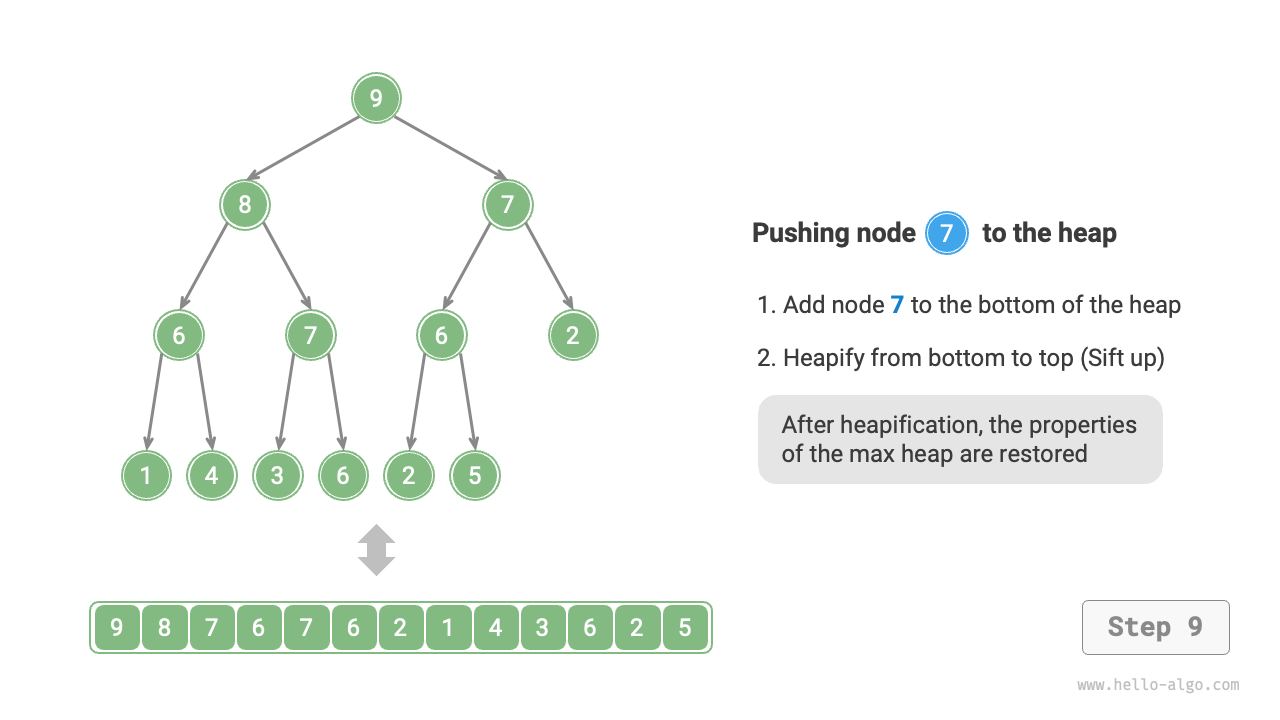 9
8 7
6 7 6 2
1 4 3 6 2 5
9 8 7 6 7 6 2 1 4 3 6 2 5
Pushing node 7 to the heap
1. Add node 7 to the bottom of the heap
2. Heapify from bottom to top (Sift up)
After heapification, the properties
of the max heap are restored
Step 9
www.hello-algo.com